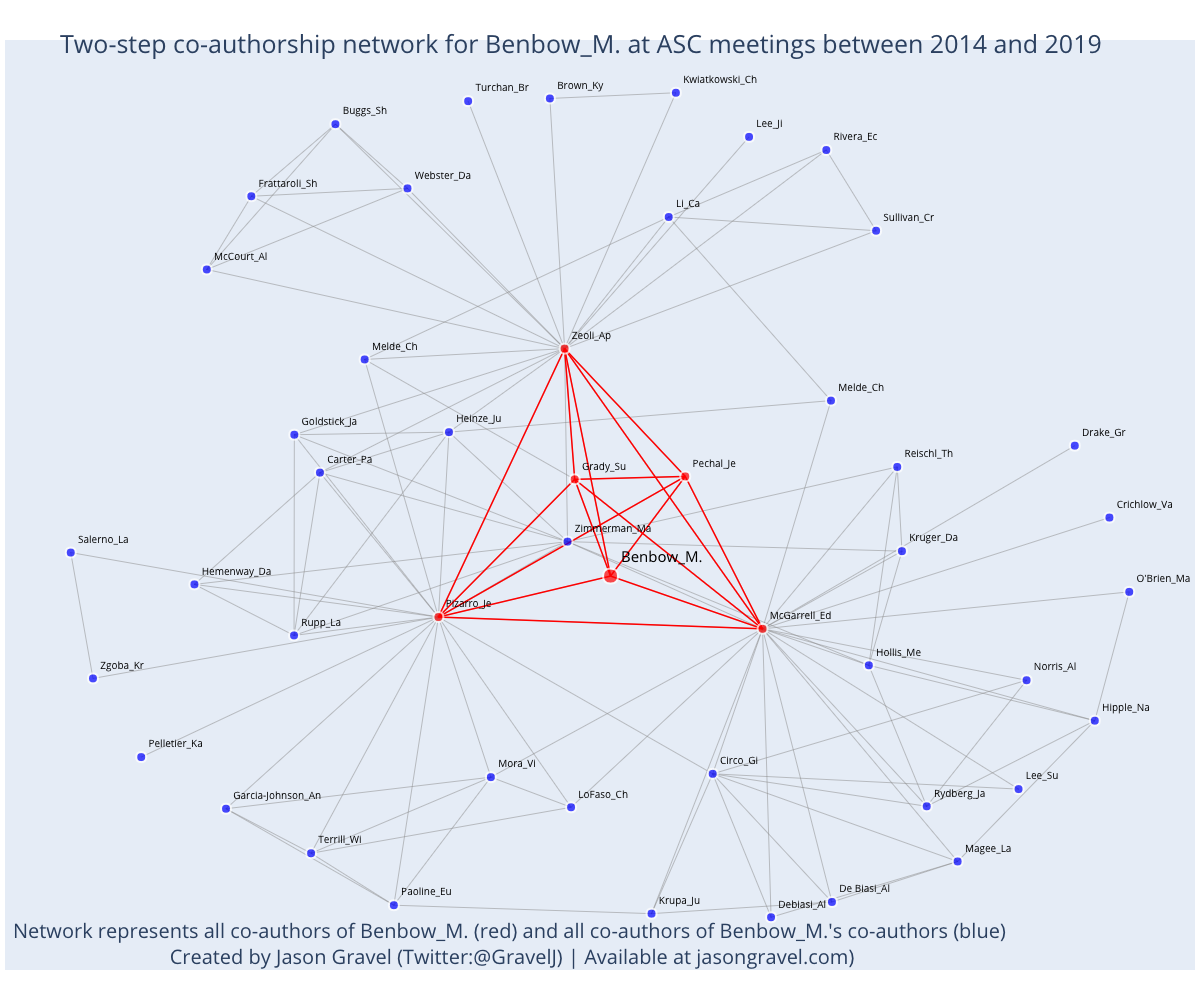 Two-step co-authorship network for Benbow_M. at ASC meetings between 2014 and 2019
Kwiatkowski_Ch
Turchan_Br
Brown_Ky
Buggs_Sh
Lee_Ji
Rivera_Ec
Webster_Da
Frattaroli_Sh
Li_Ca
Sullivan_Cr
McCourt_Al
Zeoli_Ap
Melde_Ch
Melde_Ch
Goldstick_Ja
Heinze_Ju
Drake_Gr
Carter_Pa
Grady_Su
Pechal_Je
Reischl_Th
Crichlow_Va
Zimmerman_Ma
Salerno_La
Kruger_Da
Benbow_M.
Hemenway_Da
O'Brien_Ma
Pizarro_Je
McGarrell_Ed
Rupp_La
Hollis_Me
Zgoba_Kr
Norris_Al
Hipple_Na
Pelletier_Ka
Mora_Vi
Circo_Gi
Lee_Su
Garcia-Johnson_An
LoFaso_Ch
Rydberg_Ja
Terrill_Wi
Magee_La
Paoline_Eu
De Biasi_Al
Krupa_Ju
Debiasi_Al
Network represents all co-authors of Benbow_M. (red) and all co-authors of Benbow_M.'s co-authors (blue)
Created by Jason Gravel (Twitter:@GravelJ) | Available at jasongravel.com)